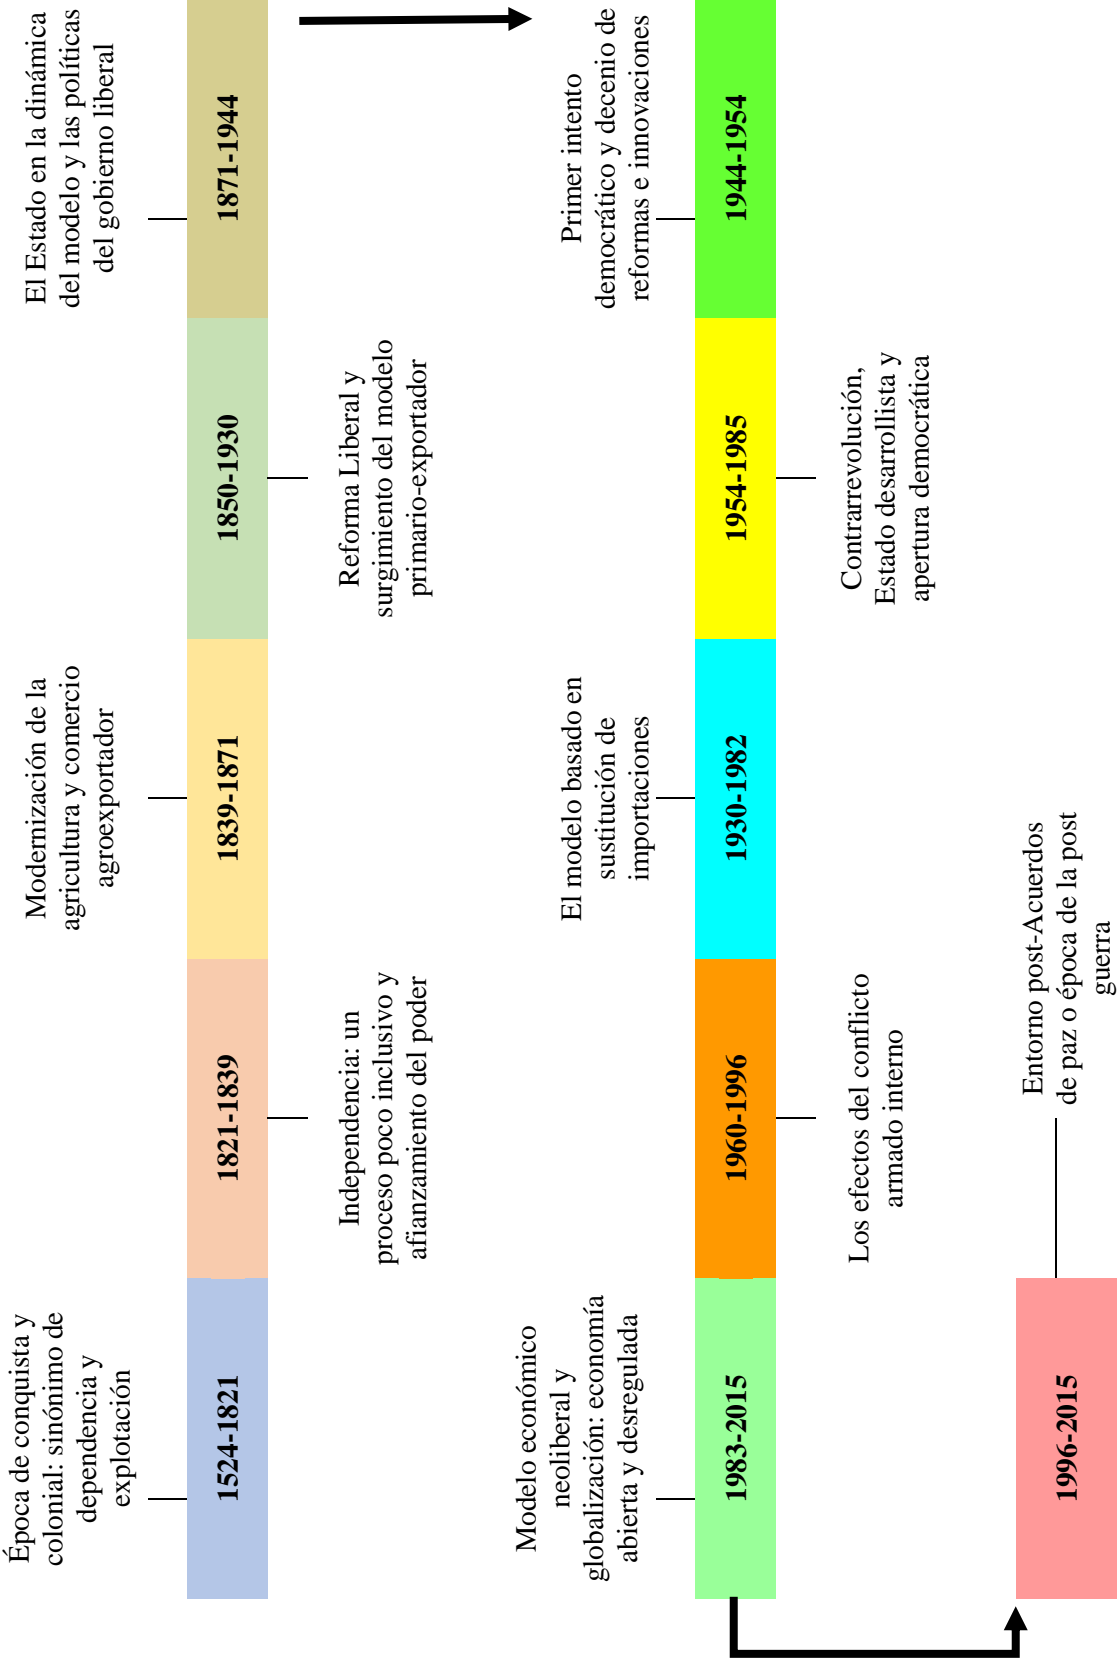 Época de conquista y
colonial: sinónimo de
dependencia y
explotación
1524-1821
Independencia: un
proceso poco inclusivo y
afianzamiento del poder
1821-1839
Modernización de la
agricultura y comercio
agroexportador
1839-1871
Reforma Liberal y
surgimiento del modelo
primario-exportador
1850-1930
El Estado en la dinámica
del modelo y las políticas
del gobierno liberal
1871-1944
Primer intento
democrático y decenio de
reformas e innovaciones
1944-1954
Contrarrevolución,
Estado desarrollista y
apertura democrática
1954-1985
El modelo basado en
sustitución de
importaciones
1930-1982
Los efectos del conflicto
armado interno
1960-1996
Modelo económico
neoliberal y
globalización: economía
abierta y desregulada
1983-2015
Entorno post-Acuerdos
de paz o época de la post
guerra
1996-2015